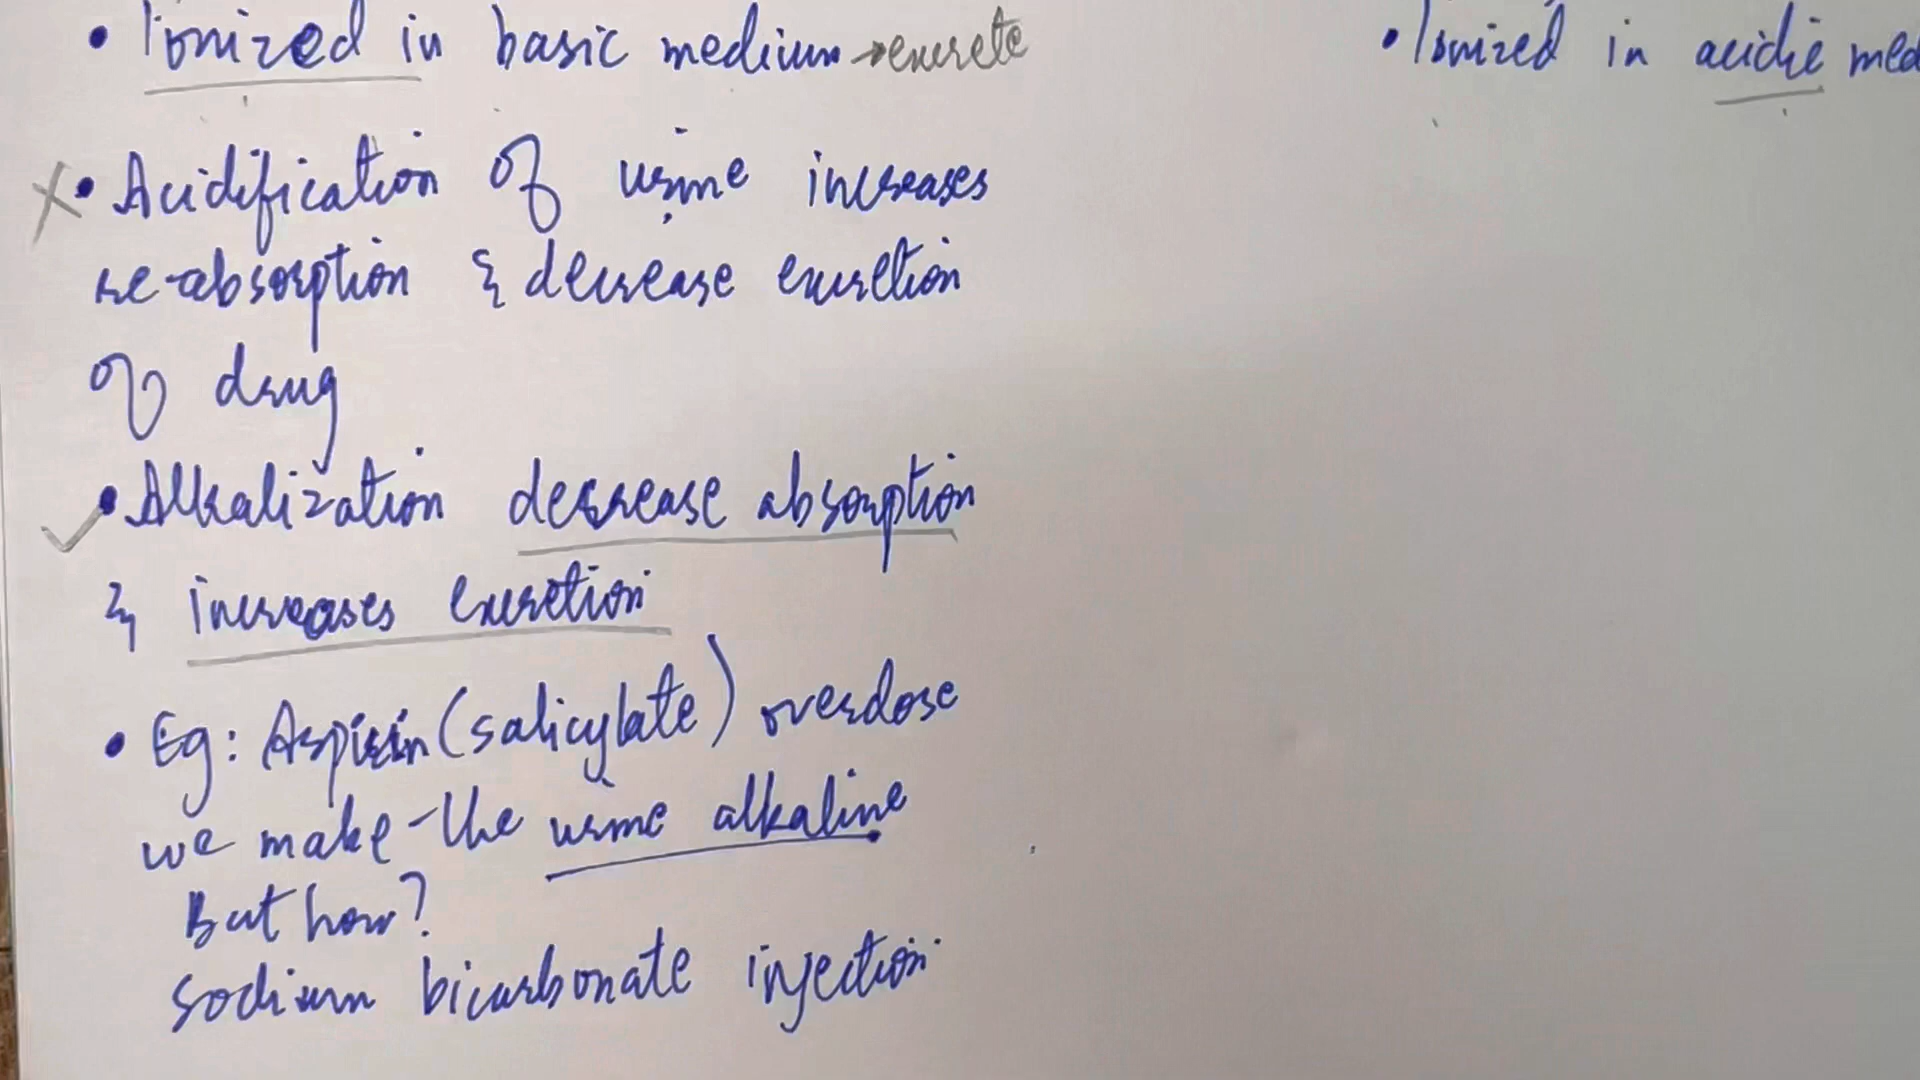 • Ionized in basic medium → excrete
• Ionized in acidic med
X • Acidification of urine increases
re-absorption & decrease excretion
of drug
✓ • Alkalization decrease absorption
& increases excretion
• Eg: Aspirin (salicylate) overdose
we make the urine alkaline
But how?
sodium bicarbonate injection